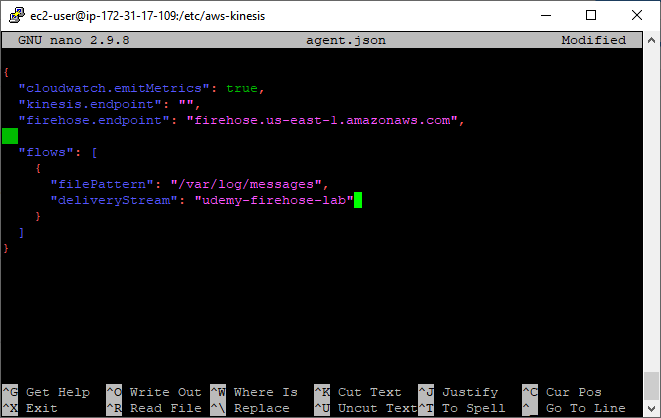 ec2-user@ip-172-31-17-109:/etc/aws-kinesis
GNU nano 2.9.8 agent.json Modified
{
"cloudwatch.emitMetrics": true,
"kinesis.endpoint": "",
"firehose.endpoint": "firehose.us-east-1.amazonaws.com",
"flows": [
{
"filePattern": "/var/log/messages",
"deliveryStream": "udemy-firehose-lab"
}
]
}
^G Get Help ^O Write Out ^W Where Is ^K Cut Text ^J Justify ^C Cur Pos
^X Exit ^R Read File ^\ Replace ^U Uncut Text ^T To Spell ^_ Go To Line